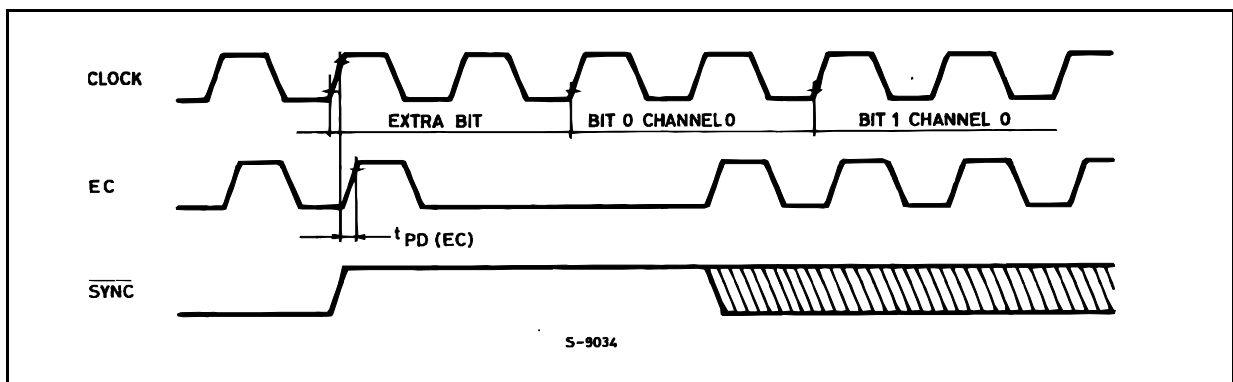 CLOCK
EXTRA BIT
BIT 0 CHANNEL 0
BIT 1 CHANNEL 0
EC
t PD (EC)
SYNC
S-9034